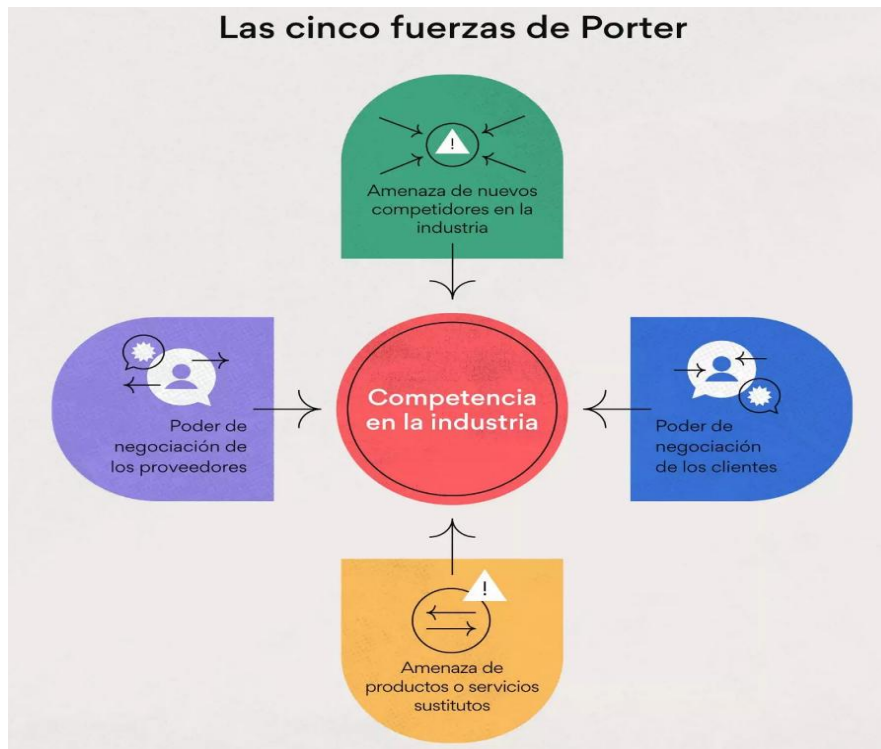 Las cinco fuerzas de Porter
!
Amenaza de nuevos
competidores en la
industria
Poder de
negociación de
los proveedores
Competencia
en la industria
Poder de
negociación
de los clientes
!
Amenaza de
productos o servicios
sustitutos